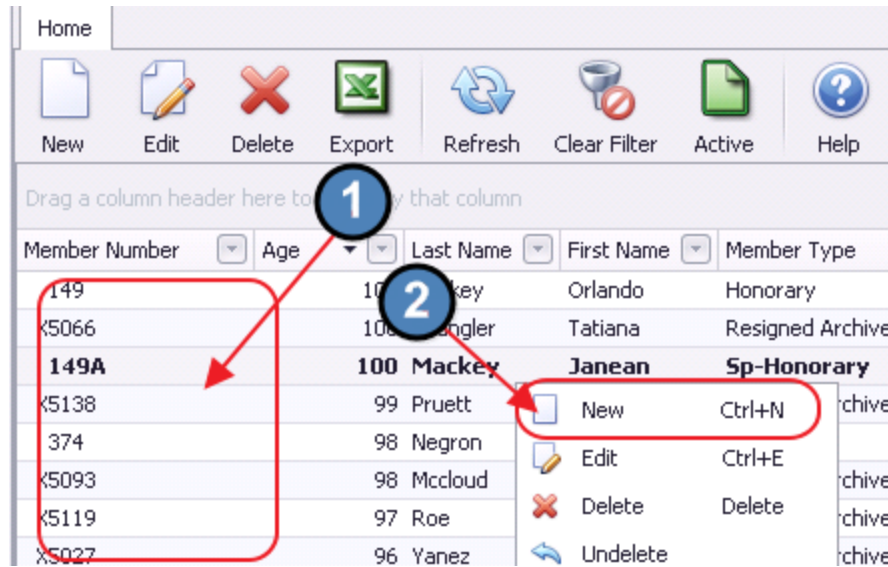 Home
New Edit Delete Export Refresh Clear Filter Active Help
Drag a column header here to 1 y that column
Member Number Age Last Name First Name Member Type
149 10 key Orlando Honorary
X5066 100 2 ngler Tatiana Resigned Archive
149A 100 Mackey Janean Sp-Honorary
X5138 99 Pruett New Ctrl+N chive
374 98 Negron
Edit Ctrl+E
X5093 98 Mccloud chive
Delete Delete
X5119 97 Roe chive
X5027 96 Yanez Undelete chive